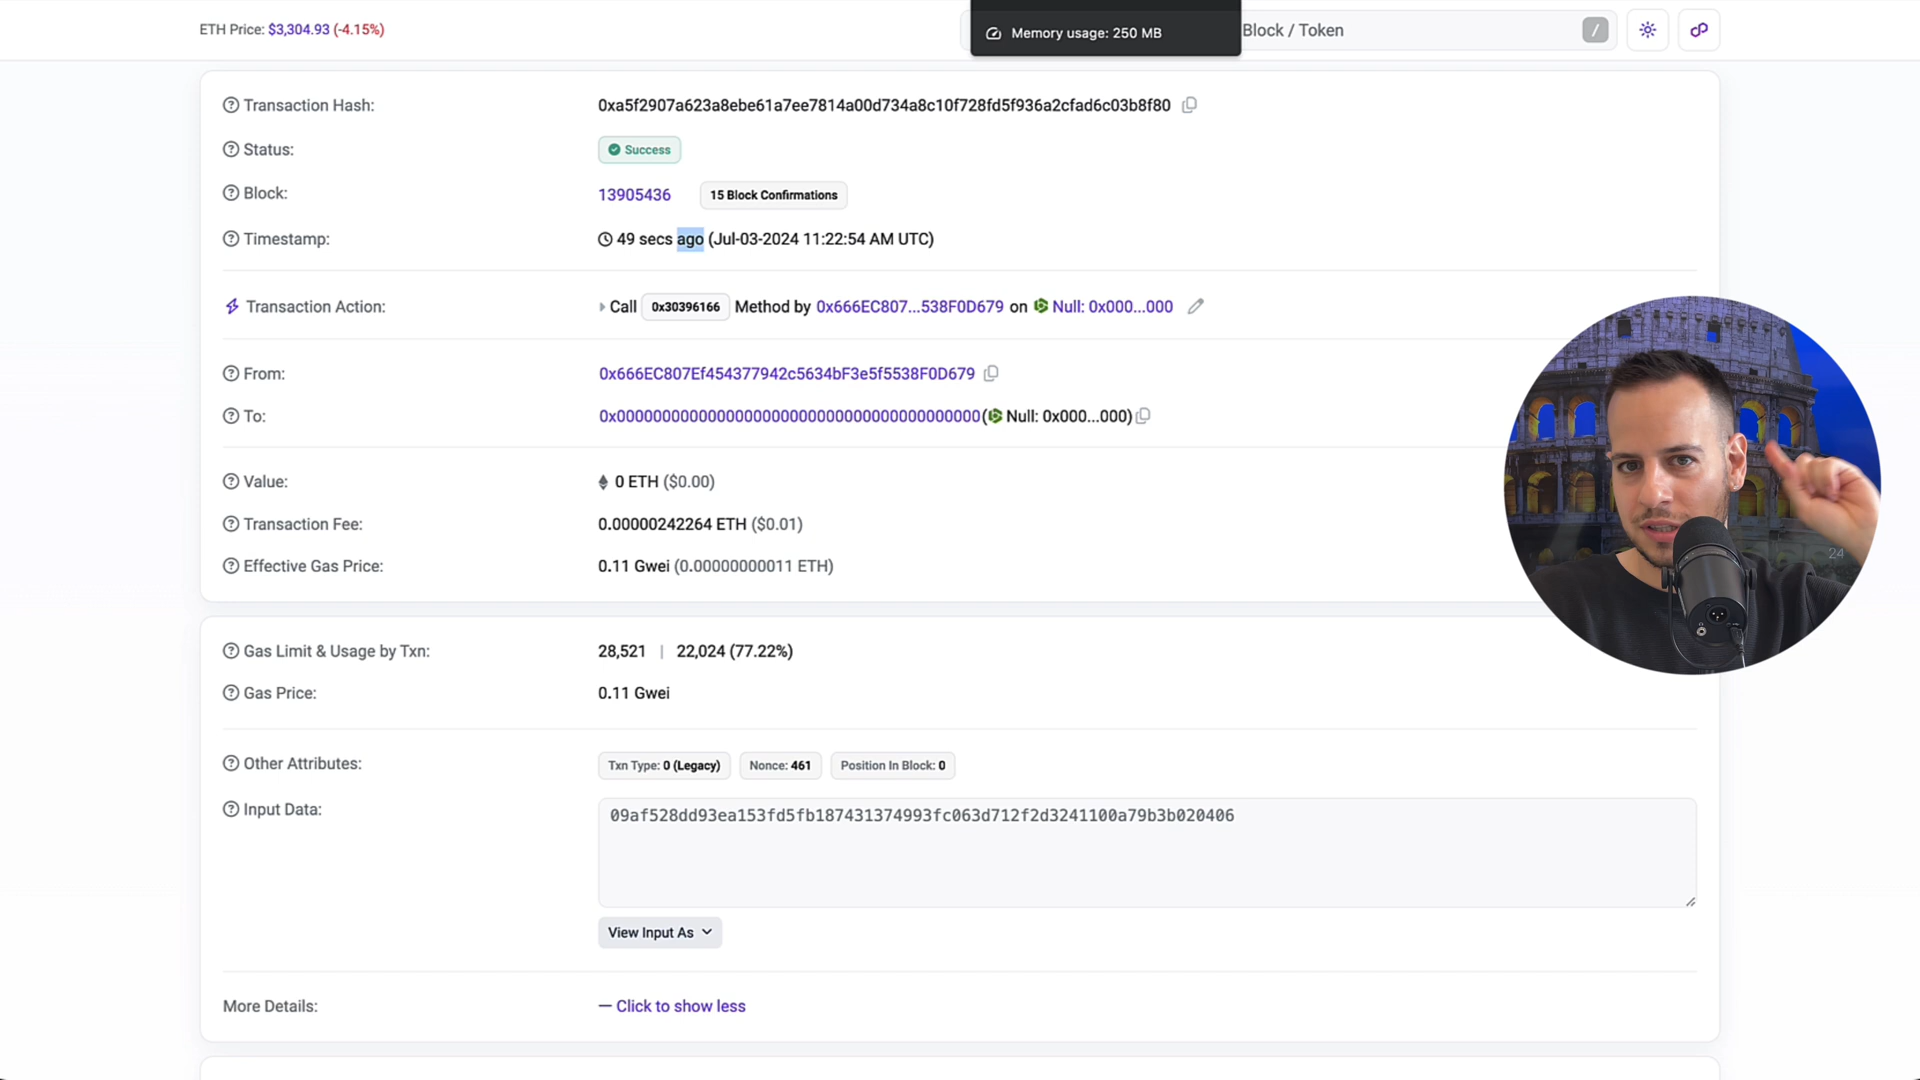 ETH Price: $3,304.93 (-4.15%)
Memory usage: 250 MB
Block / Token
/
Transaction Hash:
0xa5f2907a623a8ebe61a7ee7814a00d734a8c10f728fd5f936a2cfad6c03b8f80
Status:
Success
Block:
13905436
15 Block Confirmations
Timestamp:
49 secs ago (Jul-03-2024 11:22:54 AM UTC)
Transaction Action:
Call 0x30396166 Method by 0x666EC807...538F0D679 on Null: 0x000...000
From:
0x666EC807Ef454377942c5634bF3e5f5538F0D679
To:
0x0000000000000000000000000000000000000000(Null: 0x000...000)
Value:
0 ETH ($0.00)
Transaction Fee:
0.00000242264 ETH ($0.01)
Effective Gas Price:
0.11 Gwei (0.00000000011 ETH)
24
Gas Limit & Usage by Txn:
28,521 | 22,024 (77.22%)
Gas Price:
0.11 Gwei
Other Attributes:
Txn Type: 0 (Legacy)
Nonce: 461
Position In Block: 0
Input Data:
09af528dd93ea153fd5fb187431374993fc063d712f2d3241100a79b3b020406
View Input As
More Details:
— Click to show less